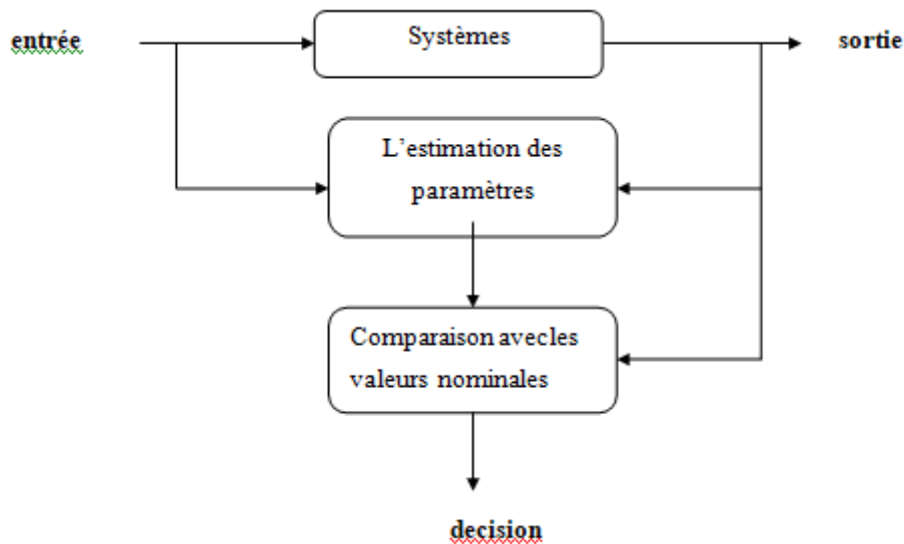 entrée
Systèmes
sortie
L’estimation des
paramètres
Comparaison avecles
valeurs nominales
decision